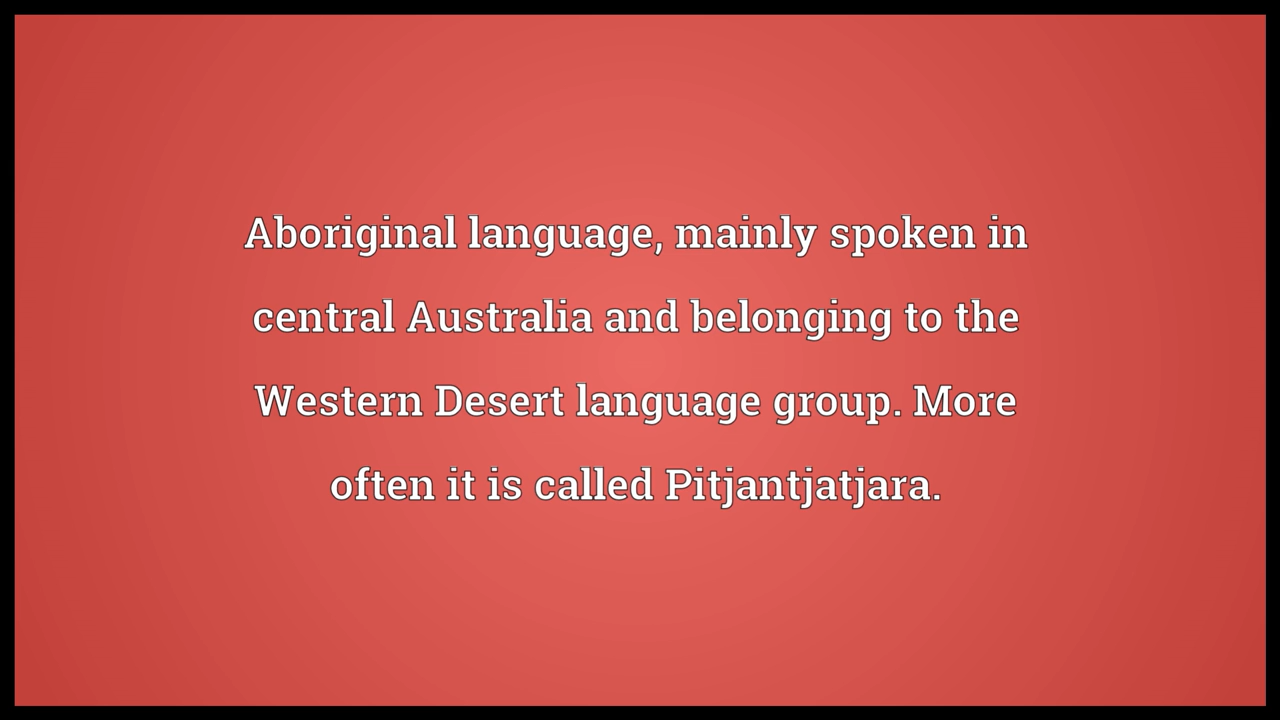 Aboriginal language, mainly spoken in
central Australia and belonging to the
Western Desert language group. More
often it is called Pitjantjatjara.